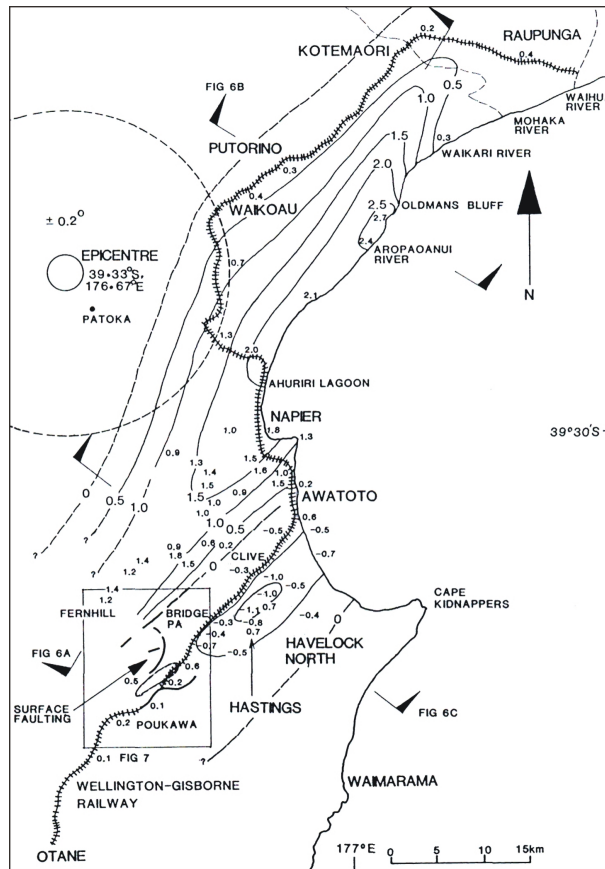 0.2
RAUPUNGA
KOTEMAORI
0.4
FIG 6B
0.5
WAIHU
RIVER
1.0
MOHAKA
RIVER
PUTORINO
1.5
0.3
WAIKARI RIVER
0.3
0.4
2.0
WAIKOAU
± 0.2°
2.5
OLDMANS BLUFF
2.7
EPICENTRE
39·33°S,
176·67°E
0.7
2.4
AROPAOANUI
RIVER
PATOKA
2.1
N
1.3
2.0
AHURIRI LAGOON
NAPIER
1.0
1.8
1.3
39°30'S
0.9
1.3
1.4
1.5
1.6
1.0
0
0.5
1.0
1.5
1.5
0.9
1.5
0.2
AWATOTO
1.0
1.0
0.5
0.6
?
?
0.9
0.6
0.2
-0.5
1.4
1.8
1.5
0
CLIVE
-0.7
1.2
-0.3
1.4
1.2
-1.0
-0.5
FERNHILL
BRIDGE
PA
-1.0
0.7
-0.3
-1.1
-0.8
-0.4
0
CAPE
KIDNAPPERS
-0.4
0.7
-0.7
-0.5
HAVELOCK
NORTH
FIG 6A
0.6
0.5
0.2
SURFACE
FAULTING
HASTINGS
0.1
POUKAWA
0.2
FIG 6C
0.1
FIG 7
?
WELLINGTON-GISBORNE
RAILWAY
WAIMARAMA
OTANE
177°E
0
5
10
15km